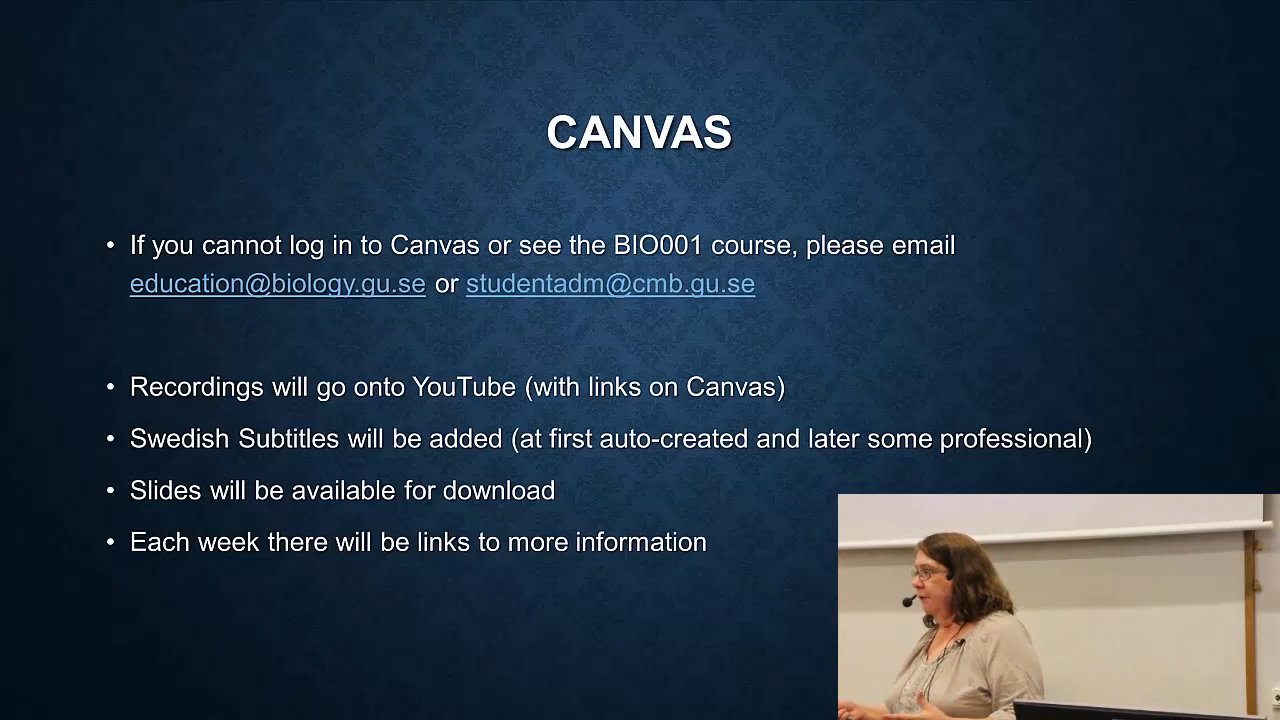 CANVAS
• If you cannot log in to Canvas or see the BIO001 course, please email
education@biology.gu.se or studentadm@cmb.gu.se
• Recordings will go onto YouTube (with links on Canvas)
• Swedish Subtitles will be added (at first auto-created and later some professional)
• Slides will be available for download
• Each week there will be links to more information